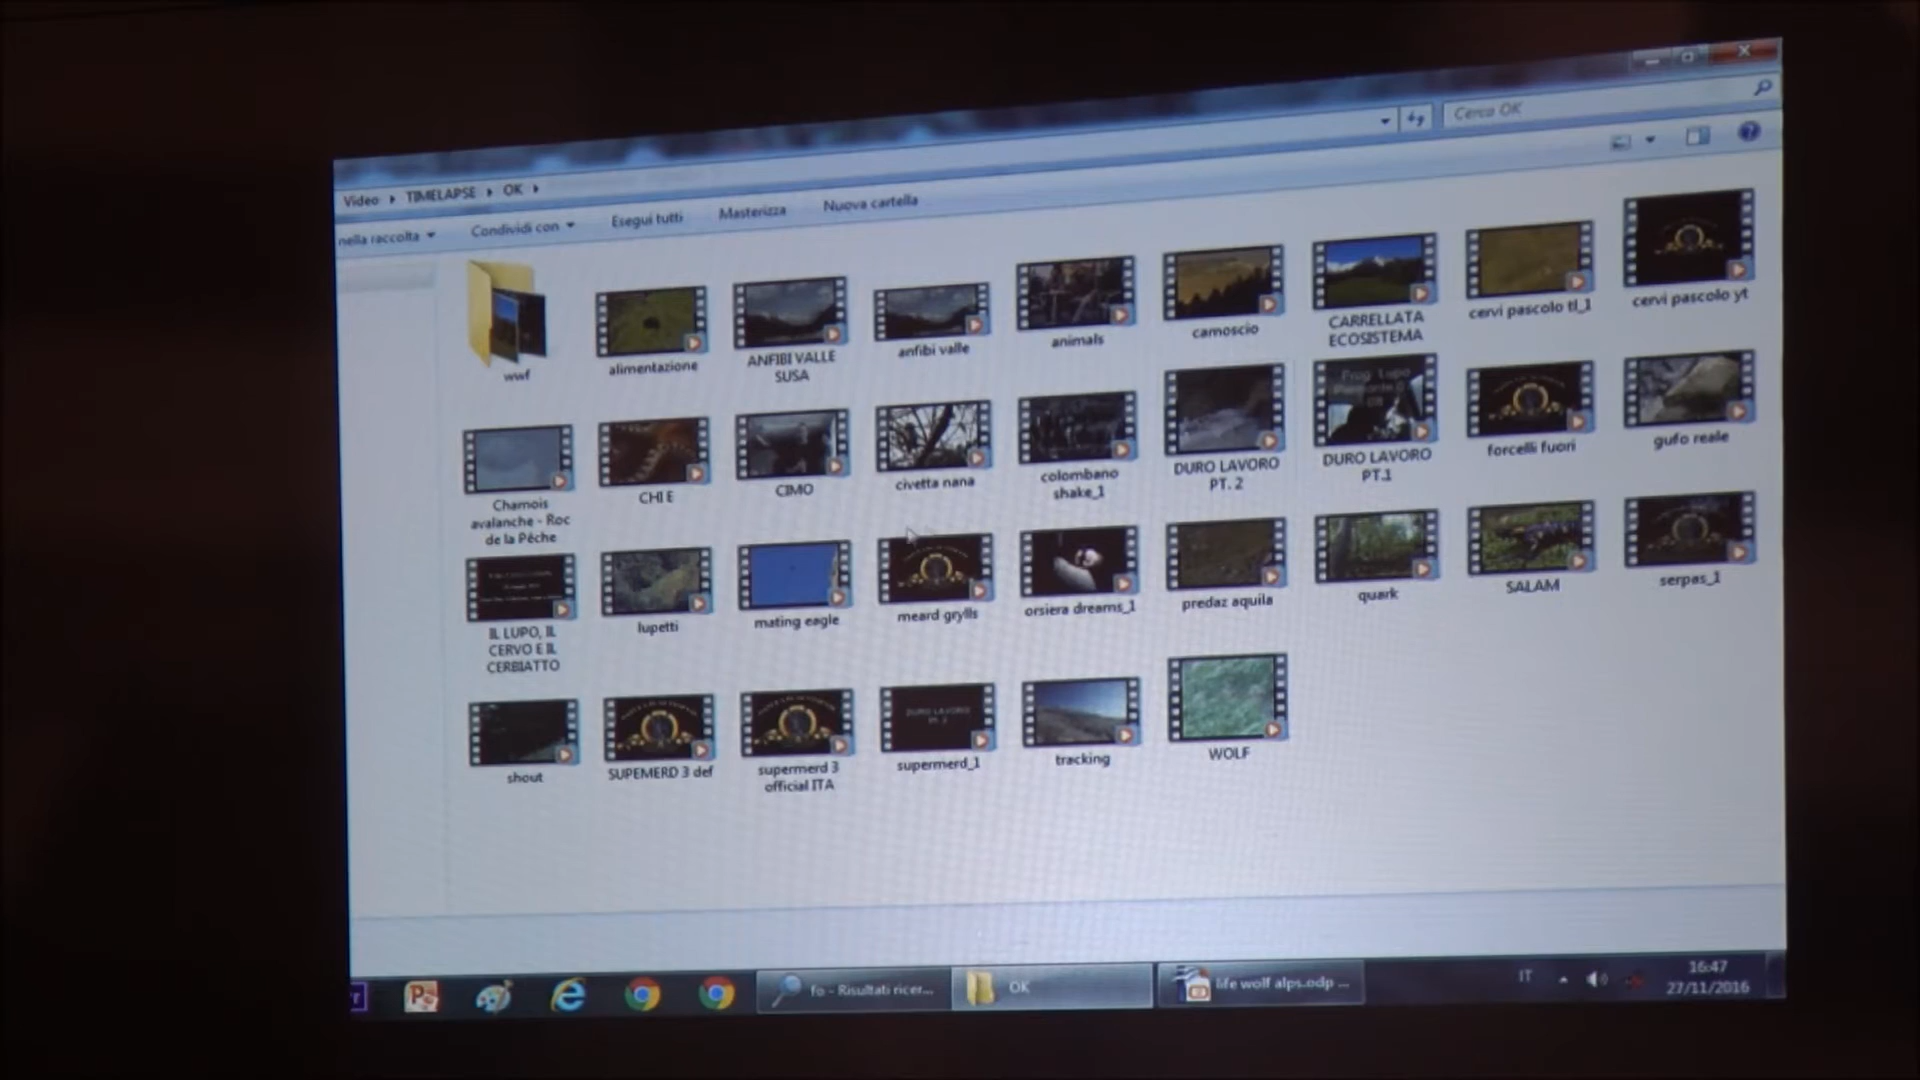 Cerca OK
Video ▸ TIMELAPSE ▸ OK ▸
nella raccolta ▾ Condividi con ▾ Esegui tutti Masterizza Nuova cartella
wwf
alimentazione
ANFIBI VALLE
SUSA
anfibi valle
animals
camoscio
CARRELLATA
ECOSISTEMA
cervi pascolo tl_1
cervi pascolo yt
Chamois
avalanche - Roc
de la Pêche
CHI E
CIMO
civetta nana
colombano
shake_1
DURO LAVORO
PT. 2
Prog Lupo
Piemonte
DURO LAVORO
PT.1
forcelli fuori
gufo reale
IL LUPO, IL
CERVO E IL
CERBIATTO
lupetti
mating eagle
meard grylls
orsiera dreams_1
predaz aquila
quark
SALAM
serpas_1
shout
SUPEMERD 3 def
supermerd 3
official ITA
DURO LAVORO
supermerd_1
tracking
WOLF
fo - Risultati ricer...
OK
life wolf alps.odp ...
IT
16:47
27/11/2016